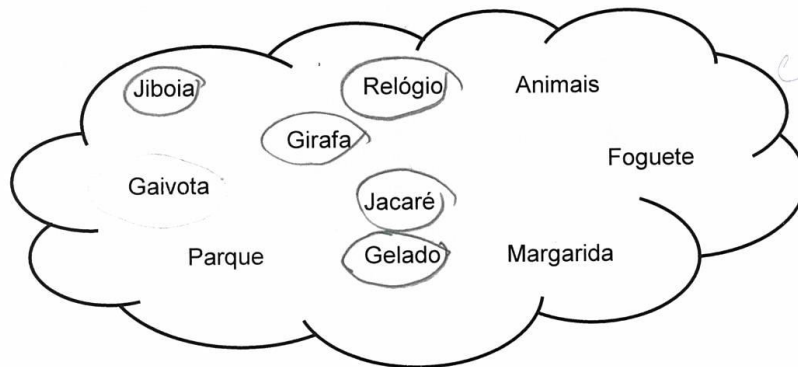 Jiboia
Relógio
Animais
Girafa
Foguete
Gaivota
Jacaré
Parque
Gelado
Margarida